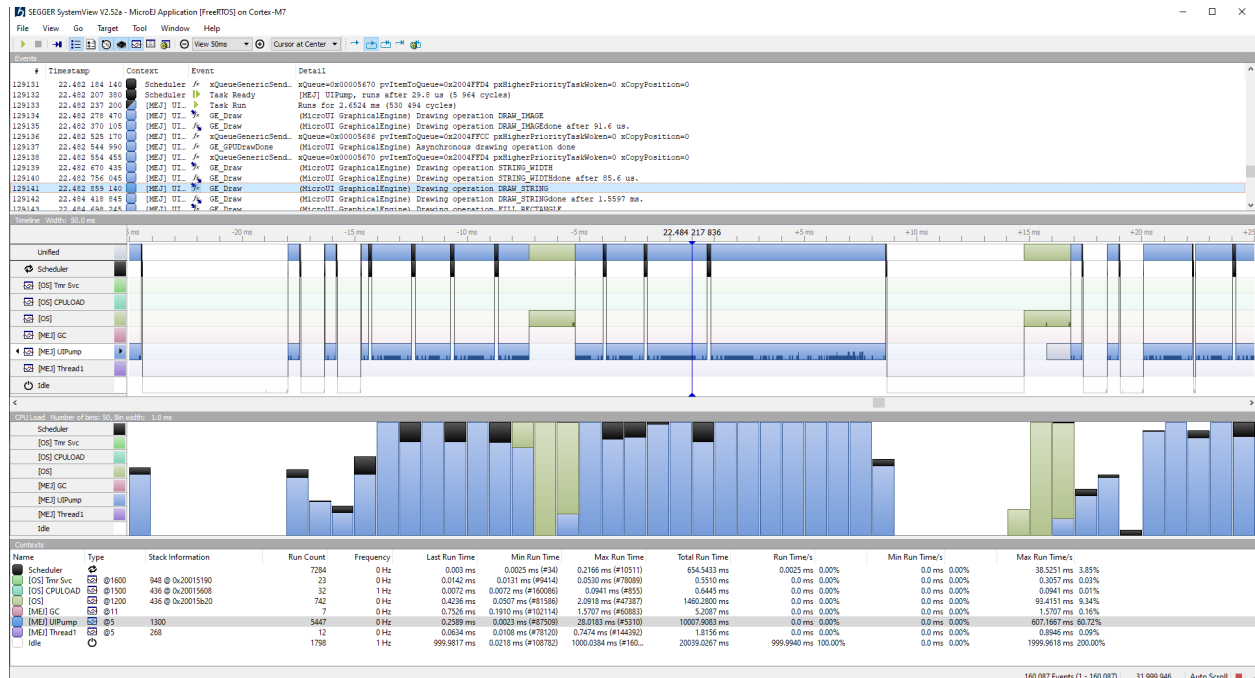 SEGGER SystemView V2.52a - MicroEJ Application [FreeRTOS] on Cortex-M7
File View Go Target Tool Window Help
View 50ms Cursor at Center
Events
# Timestamp Context Event Detail
129131 22.482 184 140 Scheduler xQueueGenericSend… xQueue=0x00005670 pvItemToQueue=0x2004FFD4 pxHigherPriorityTaskWoken=0 xCopyPosition=0
129132 22.482 207 380 Scheduler Task Ready [MEJ] UIPump, runs after 29.8 us (5 964 cycles)
129133 22.482 237 200 [MEJ] UI… Task Run Runs for 2.6524 ms (530 494 cycles)
129134 22.482 278 470 [MEJ] UI… GE_Draw (MicroUI GraphicalEngine) Drawing operation DRAW_IMAGE
129135 22.482 370 105 [MEJ] UI… GE_Draw (MicroUI GraphicalEngine) Drawing operation DRAW_IMAGEdone after 91.6 us.
129136 22.482 525 170 [MEJ] UI… xQueueGenericSend… xQueue=0x00005686 pvItemToQueue=0x2004FFCC pxHigherPriorityTaskWoken=0 xCopyPosition=0
129137 22.482 544 990 [MEJ] UI… GE_GPUDrawDone (MicroUI GraphicalEngine) Asynchronous drawing operation done
129138 22.482 554 455 [MEJ] UI… xQueueGenericSend… xQueue=0x00005670 pvItemToQueue=0x2004FFD4 pxHigherPriorityTaskWoken=0 xCopyPosition=0
129139 22.482 670 435 [MEJ] UI… GE_Draw (MicroUI GraphicalEngine) Drawing operation STRING_WIDTH
129140 22.482 756 045 [MEJ] UI… GE_Draw (MicroUI GraphicalEngine) Drawing operation STRING_WIDTHdone after 85.6 us.
129141 22.482 859 140 [MEJ] UI… GE_Draw (MicroUI GraphicalEngine) Drawing operation DRAW_STRING
129142 22.484 418 845 [MEJ] UI… GE_Draw (MicroUI GraphicalEngine) Drawing operation DRAW_STRINGdone after 1.5597 ms.
129143 22.484 698 245 [MEJ] UI… GE_Draw (MicroUI GraphicalEngine) Drawing operation FILL_RECTANGLE
Timeline Width: 50.0 ms
ms -20 ms -15 ms -10 ms -5 ms 22.484 217 836 +5 ms +10 ms +15 ms +20 ms +25
Unified
Scheduler
[OS] Tmr Svc
[OS] CPULOAD
[OS]
[MEJ] GC
[MEJ] UIPump
[MEJ] Thread1
Idle
CPU Load Number of bins: 50, Bin width: 1.0 ms
Scheduler
[OS] Tmr Svc
[OS] CPULOAD
[OS]
[MEJ] GC
[MEJ] UIPump
[MEJ] Thread1
Idle
Contexts
Name Type Stack Information Run Count Frequency Last Run Time Min Run Time Max Run Time Total Run Time Run Time/s Min Run Time/s Max Run Time/s
Scheduler 7284 0 Hz 0.003 ms 0.0025 ms (#34) 0.2166 ms (#10511) 654.5433 ms 0.0025 ms 0.00% 0.0 ms 0.00% 38.5251 ms 3.85%
[OS] Tmr Svc @1600 948 @ 0x20015190 23 0 Hz 0.0142 ms 0.0131 ms (#9414) 0.0530 ms (#78089) 0.5510 ms 0.0 ms 0.00% 0.0 ms 0.00% 0.3057 ms 0.03%
[OS] CPULOAD @1500 436 @ 0x20015608 32 1 Hz 0.0072 ms 0.0072 ms (#160086) 0.0941 ms (#855) 0.6445 ms 0.0 ms 0.00% 0.0 ms 0.00% 0.0941 ms 0.01%
[OS] @1200 436 @ 0x20015b20 742 0 Hz 0.4236 ms 0.0507 ms (#81586) 2.0918 ms (#47387) 1460.2800 ms 0.0 ms 0.00% 0.0 ms 0.00% 93.4151 ms 9.34%
[MEJ] GC @11 7 0 Hz 0.7526 ms 0.1910 ms (#102114) 1.5707 ms (#60883) 5.2087 ms 0.0 ms 0.00% 0.0 ms 0.00% 1.5707 ms 0.16%
[MEJ] UIPump @5 1300 5447 0 Hz 0.2589 ms 0.0023 ms (#87509) 28.0183 ms (#5310) 10007.9083 ms 0.0 ms 0.00% 0.0 ms 0.00% 607.1667 ms 60.72%
[MEJ] Thread1 @5 268 12 0 Hz 0.0634 ms 0.0108 ms (#78120) 0.7474 ms (#144392) 1.8156 ms 0.0 ms 0.00% 0.0 ms 0.00% 0.8946 ms 0.09%
Idle 1798 1 Hz 999.9817 ms 0.0218 ms (#108782) 1000.0384 ms (#160… 20039.0267 ms 999.9940 ms 100.00% 0.0 ms 0.00% 1999.9618 ms 200.00%
160 087 Events (1 - 160 087) 31.999 946 Auto Scroll